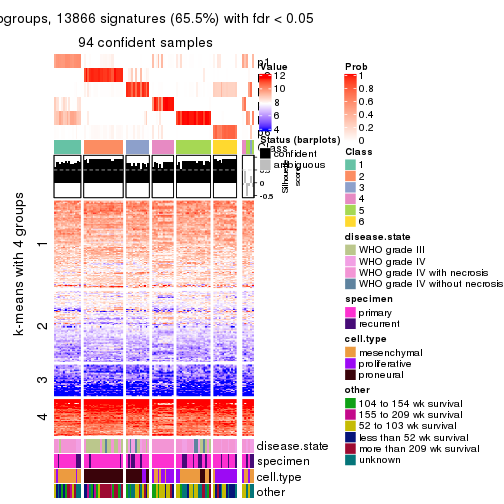 ogroups, 13866 signatures (65.5%) with fdr < 0.05
94 confident samples
Value
12
10
8
6
4
Prob
1
0.8
0.6
0.4
0.2
0
Status (barplots)
confident
ambiguous
Class
1
2
3
4
5
6
disease.state
WHO grade III
WHO grade IV
WHO grade IV with necrosis
WHO grade IV without necrosis
specimen
primary
recurrent
cell.type
mesenchymal
proliferative
proneural
other
104 to 154 wk survival
155 to 209 wk survival
52 to 103 wk survival
less than 52 wk survival
more than 209 wk survival
unknown
p1
-0.5
k-means with 4 groups
1
2
3
4
disease.state
specimen
cell.type
other